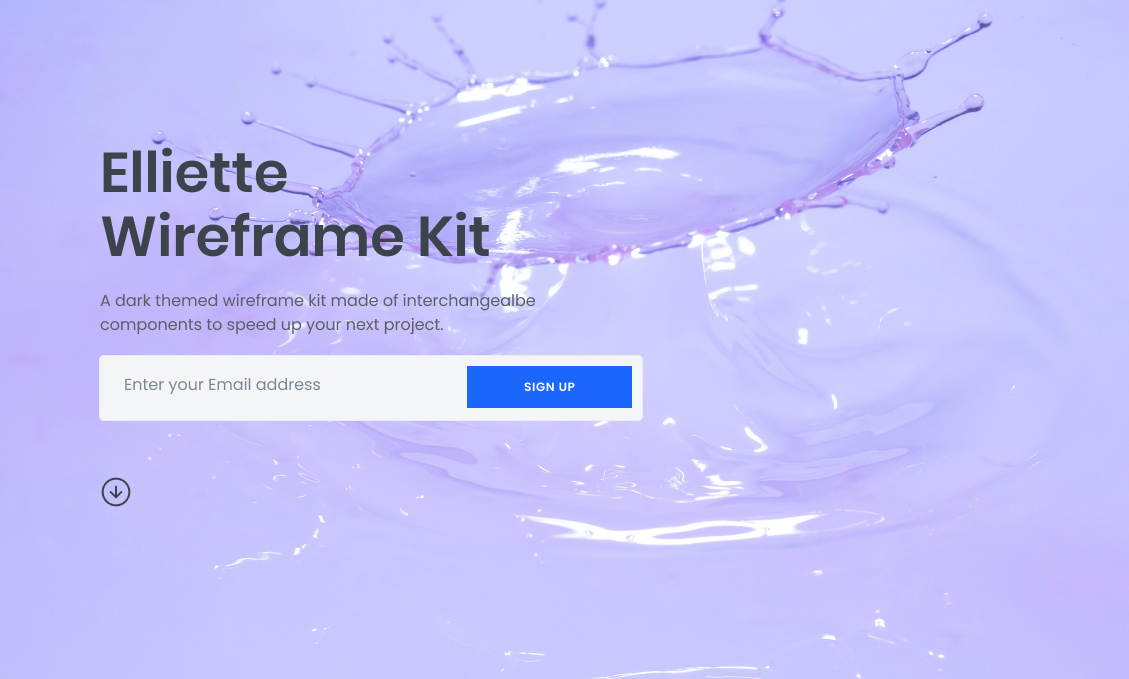 Elliette
Wireframe Kit
A dark themed wireframe kit made of interchangealbe
components to speed up your next project.
Enter your Email address
SIGN UP